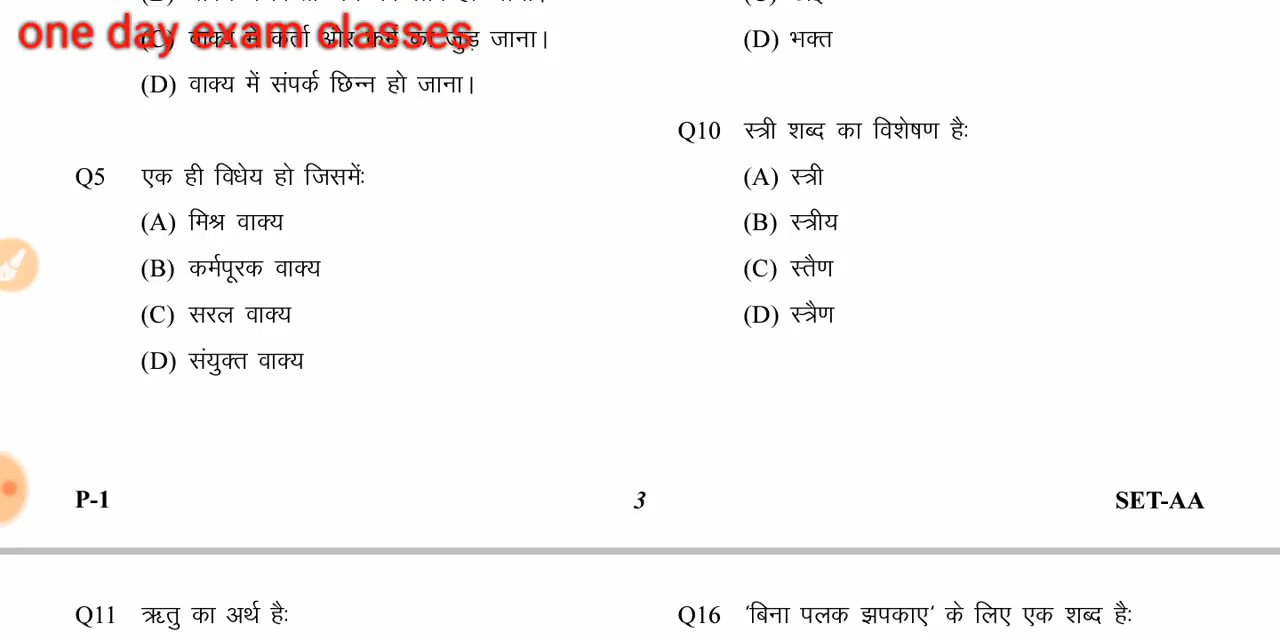 one day exam classes
(C) वाक्य में कर्ता और कर्म का जुड़ जाना।
(D) वाक्य में संपर्क छिन्न हो जाना।
Q5 एक ही विधेय हो जिसमें:
(A) मिश्र वाक्य
(B) कर्मपूरक वाक्य
(C) सरल वाक्य
(D) संयुक्त वाक्य
(D) भक्त
Q10 स्त्री शब्द का विशेषण है:
(A) स्त्री
(B) स्त्रीय
(C) स्तैण
(D) स्त्रैण
P-1 3 SET-AA
Q11 ऋतु का अर्थ है:
Q16 'बिना पलक झपकाए' के लिए एक शब्द है: